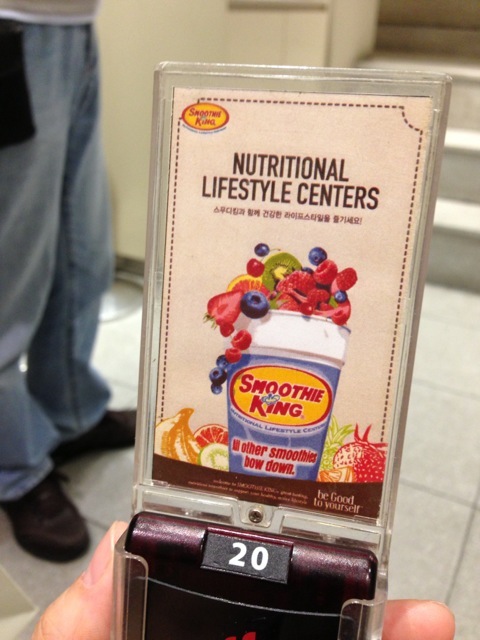 SMOOTHIE
KING
NUTRITIONAL
LIFESTYLE CENTERS
스무디킹과 함께 건강한 라이프스타일을 즐기세요!
SMOOTHIE
KING
NUTRITIONAL LIFESTYLE CENTERS
All other smoothies
bow down.
be Good
to yourself
20